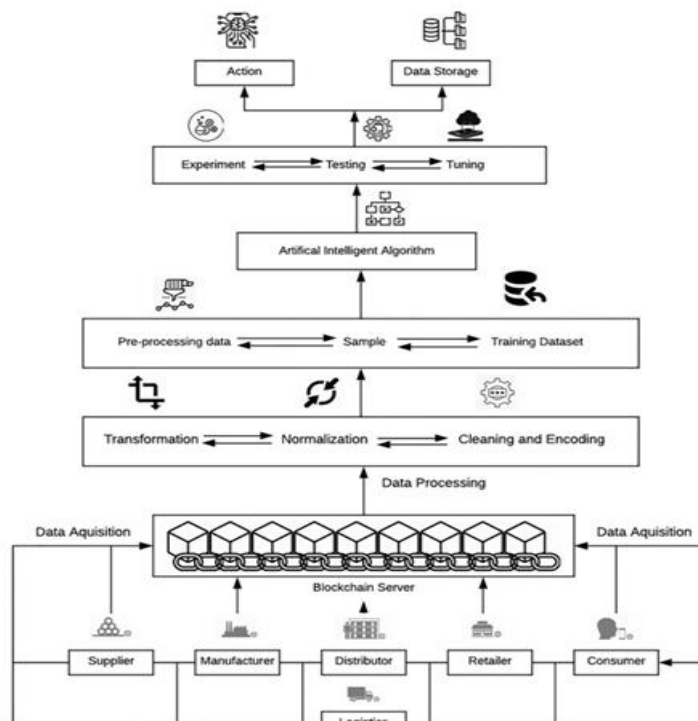 Action
Data Storage
Experiment
Testing
Tuning
Artifical Intelligent Algorithm
Pre-processing data
Sample
Training Dataset
Transformation
Normalization
Cleaning and Encoding
Data Processing
Data Aquisition
Data Aquisition
Blockchain Server
Supplier
Manufacturer
Distributor
Retailer
Consumer
Logistics